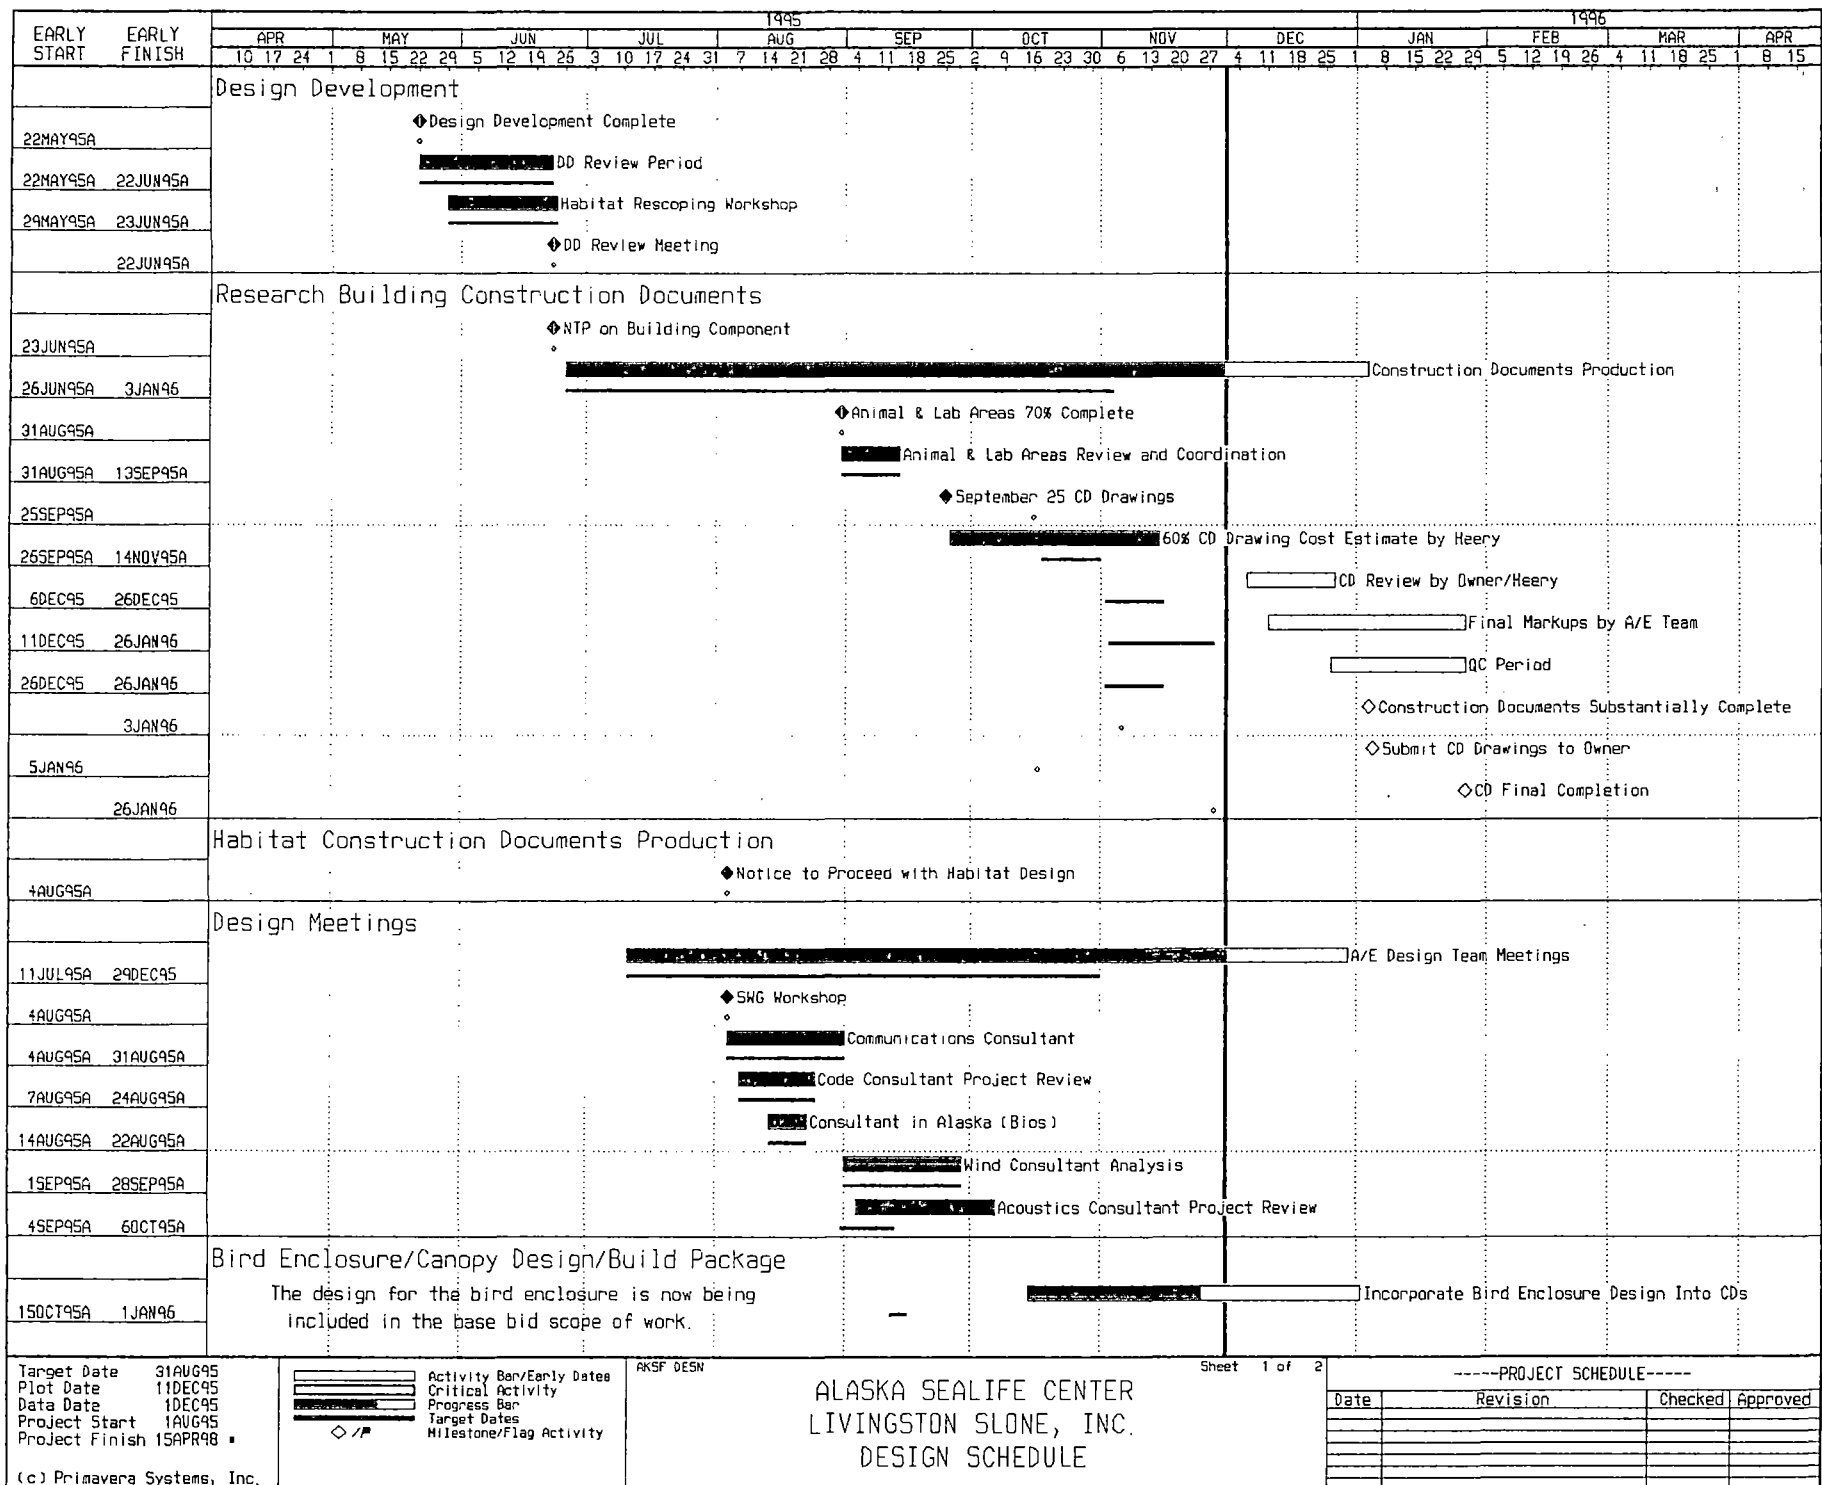 1995 1996
EARLY START EARLY FINISH
APR MAY JUN JUL AUG SEP OCT NOV DEC JAN FEB MAR APR
10 17 24 1 8 15 22 29 5 12 19 26 3 10 17 24 31 7 14 21 28 4 11 18 25 2 9 16 23 30 6 13 20 27 4 11 18 25 1 8 15 22 29 5 12 19 26 4 11 18 25 1 8 15
Design Development
Design Development Complete
22MAY95A
DD Review Period
22MAY95A 22JUN95A
Habitat Rescoping Workshop
29MAY95A 23JUN95A
DD Review Meeting
22JUN95A
Research Building Construction Documents
NTP on Building Component
23JUN95A
Construction Documents Production
26JUN95A 3JAN96
Animal & Lab Areas 70% Complete
31AUG95A
Animal & Lab Areas Review and Coordination
31AUG95A 13SEP95A
September 25 CD Drawings
25SEP95A
60% CD Drawing Cost Estimate by Heery
26SEP95A 14NOV95A
CD Review by Owner/Heery
6DEC95 26DEC95
Final Markups by A/E Team
11DEC95 26JAN96
QC Period
26DEC95 26JAN96
Construction Documents Substantially Complete
3JAN96
Submit CD Drawings to Owner
5JAN96
CD Final Completion
26JAN96
Habitat Construction Documents Production
Notice to Proceed with Habitat Design
4AUG95A
Design Meetings
A/E Design Team Meetings
11JUL95A 29DEC95
SWG Workshop
4AUG95A
Communications Consultant
4AUG95A 31AUG95A
Code Consultant Project Review
7AUG95A 24AUG95A
Consultant in Alaska (Bios)
14AUG95A 22AUG95A
Wind Consultant Analysis
1SEP95A 28SEP95A
Acoustics Consultant Project Review
4SEP95A 6OCT95A
Bird Enclosure/Canopy Design/Build Package
The design for the bird enclosure is now being
Incorporate Bird Enclosure Design Into CDs
15OCT95A 1JAN96
included in the base bid scope of work.
Target Date 31AUG95
Plot Date 11DEC95
Data Date 1DEC95
Project Start 1AUG95
Project Finish 15APR98
(c) Primavera Systems, Inc.
Activity Bar/Early Dates
Critical Activity
Progress Bar
Target Dates
Milestone/Flag Activity
AKSF DESN
Sheet 1 of 2
ALASKA SEALIFE CENTER
LIVINGSTON SLONE, INC.
DESIGN SCHEDULE
-----PROJECT SCHEDULE-----
Date Revision Checked Approved